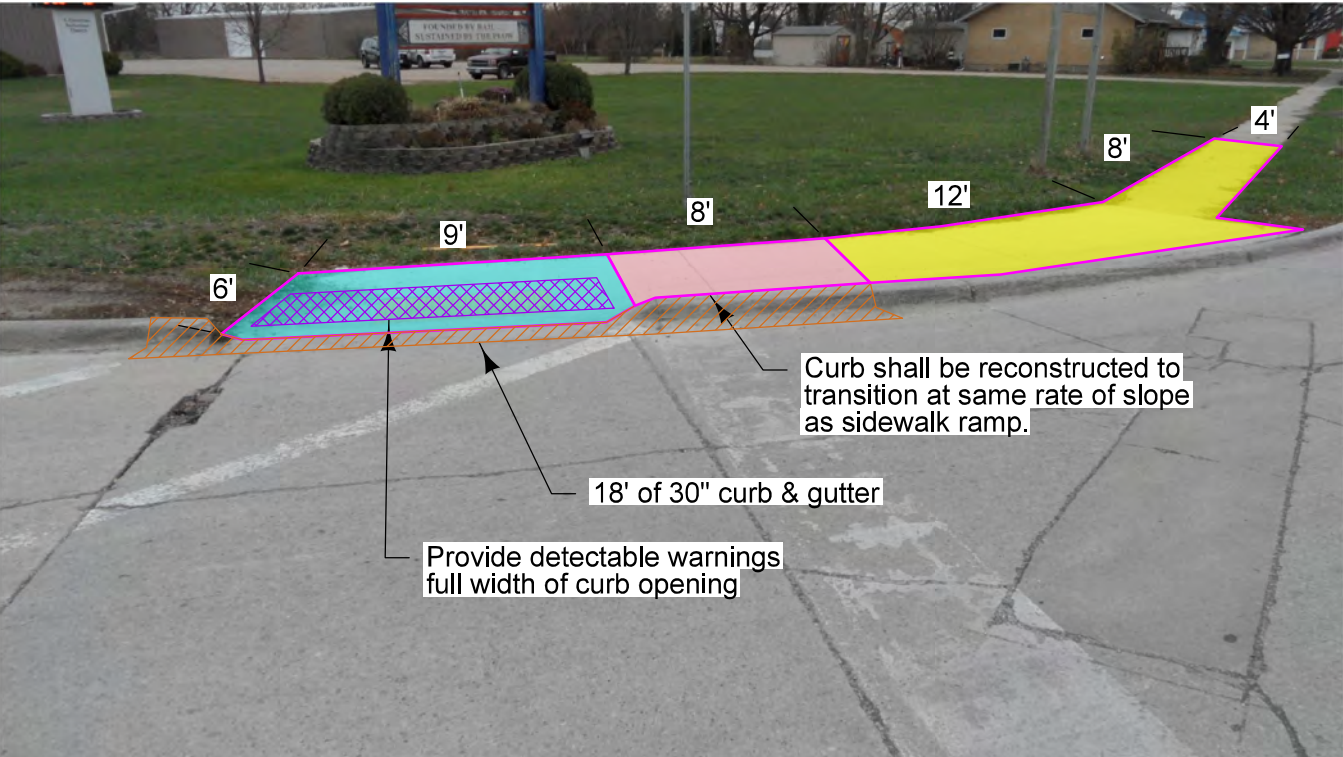 FOUNDED BY RAIL
SUSTAINED BY THE PLOW
4'
8'
12'
8'
9'
6'
Curb shall be reconstructed to
transition at same rate of slope
as sidewalk ramp.
18' of 30" curb & gutter
Provide detectable warnings
full width of curb opening